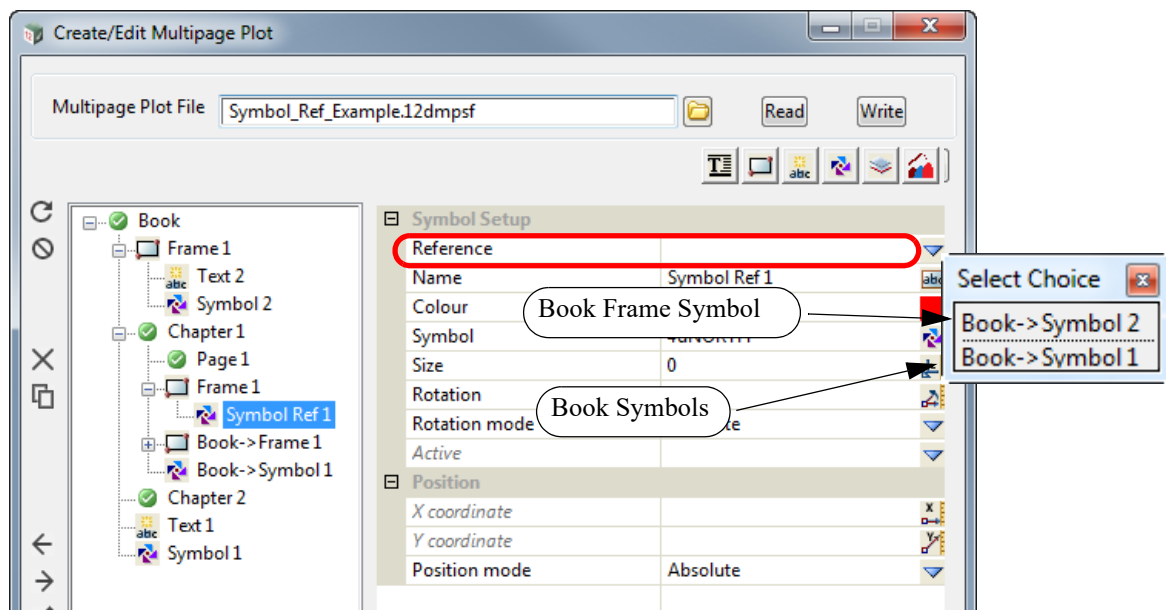 Create/Edit Multipage Plot
Multipage Plot File Symbol_Ref_Example.12dmpsf Read Write
Book
Frame 1
Text 2
Symbol 2
Chapter 1
Page 1
Frame 1
Symbol Ref 1
Book->Frame 1
Book->Symbol 1
Chapter 2
Text 1
Symbol 1
Symbol Setup
Reference
Name Symbol Ref 1
Colour
Symbol
Size 0
Rotation
Rotation mode
Active
Position
X coordinate
Y coordinate
Position mode Absolute
Book Frame Symbol
Book Symbols
Select Choice
Book->Symbol 2
Book->Symbol 1